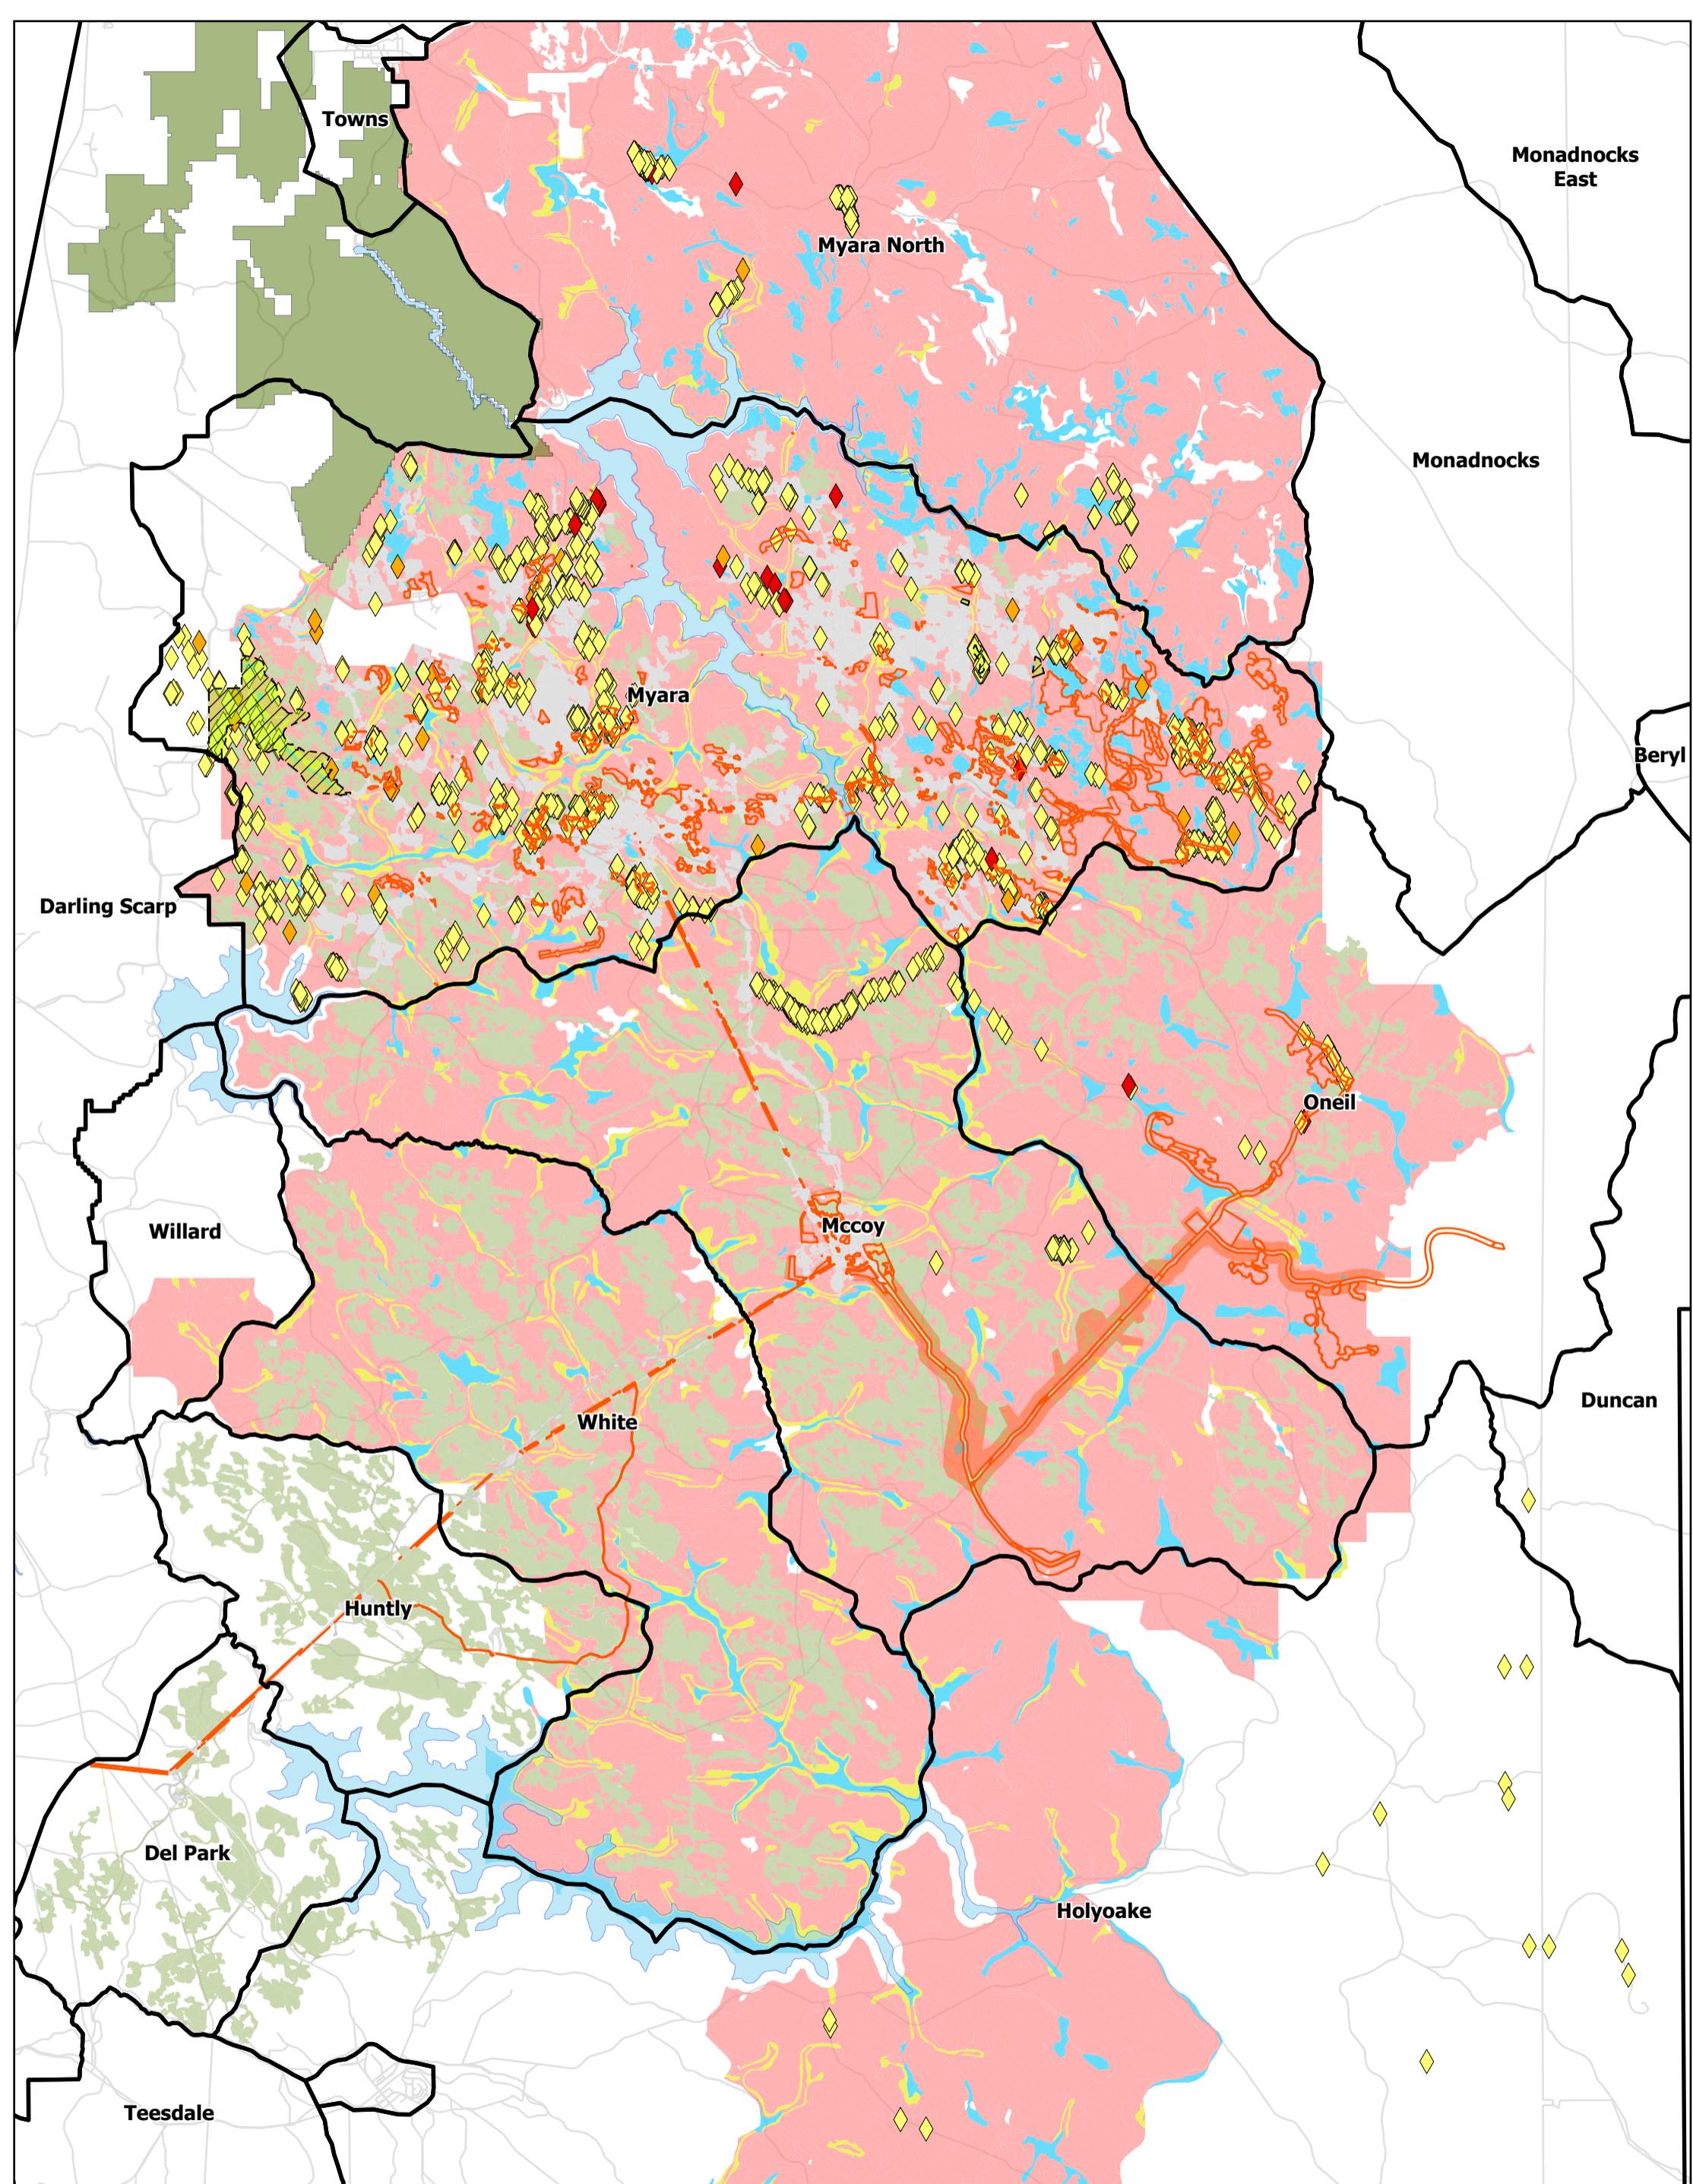 Towns
Monadnocks
East
Myara North
Monadnocks
Myara
Beryl
Darling Scarp
Oneil
Mccoy
Willard
Duncan
White
Huntly
Del Park
Holyoake
Teesdale